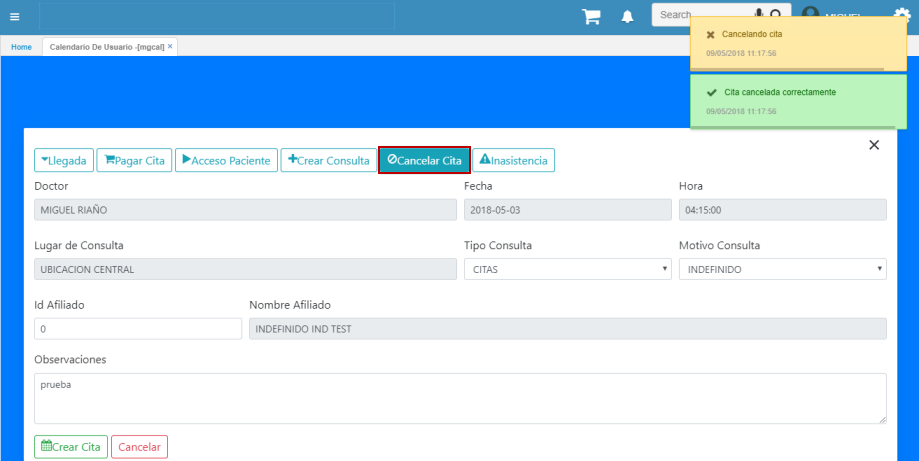 Search
MIGUEL
Cancelando cita
09/05/2018 11:17:56
Home
Calendario De Usuario -[mgcal] ×
Cita cancelada correctamente
09/05/2018 11:17:56
Llegada Pagar Cita Acceso Paciente Crear Consulta Cancelar Cita Inasistencia
Doctor Fecha Hora
MIGUEL RIAÑO 2018-05-03 04:15:00
Lugar de Consulta Tipo Consulta Motivo Consulta
UBICACION CENTRAL CITAS INDEFINIDO
Id Afiliado Nombre Afiliado
0 INDEFINIDO IND TEST
Observaciones
prueba
Crear Cita Cancelar